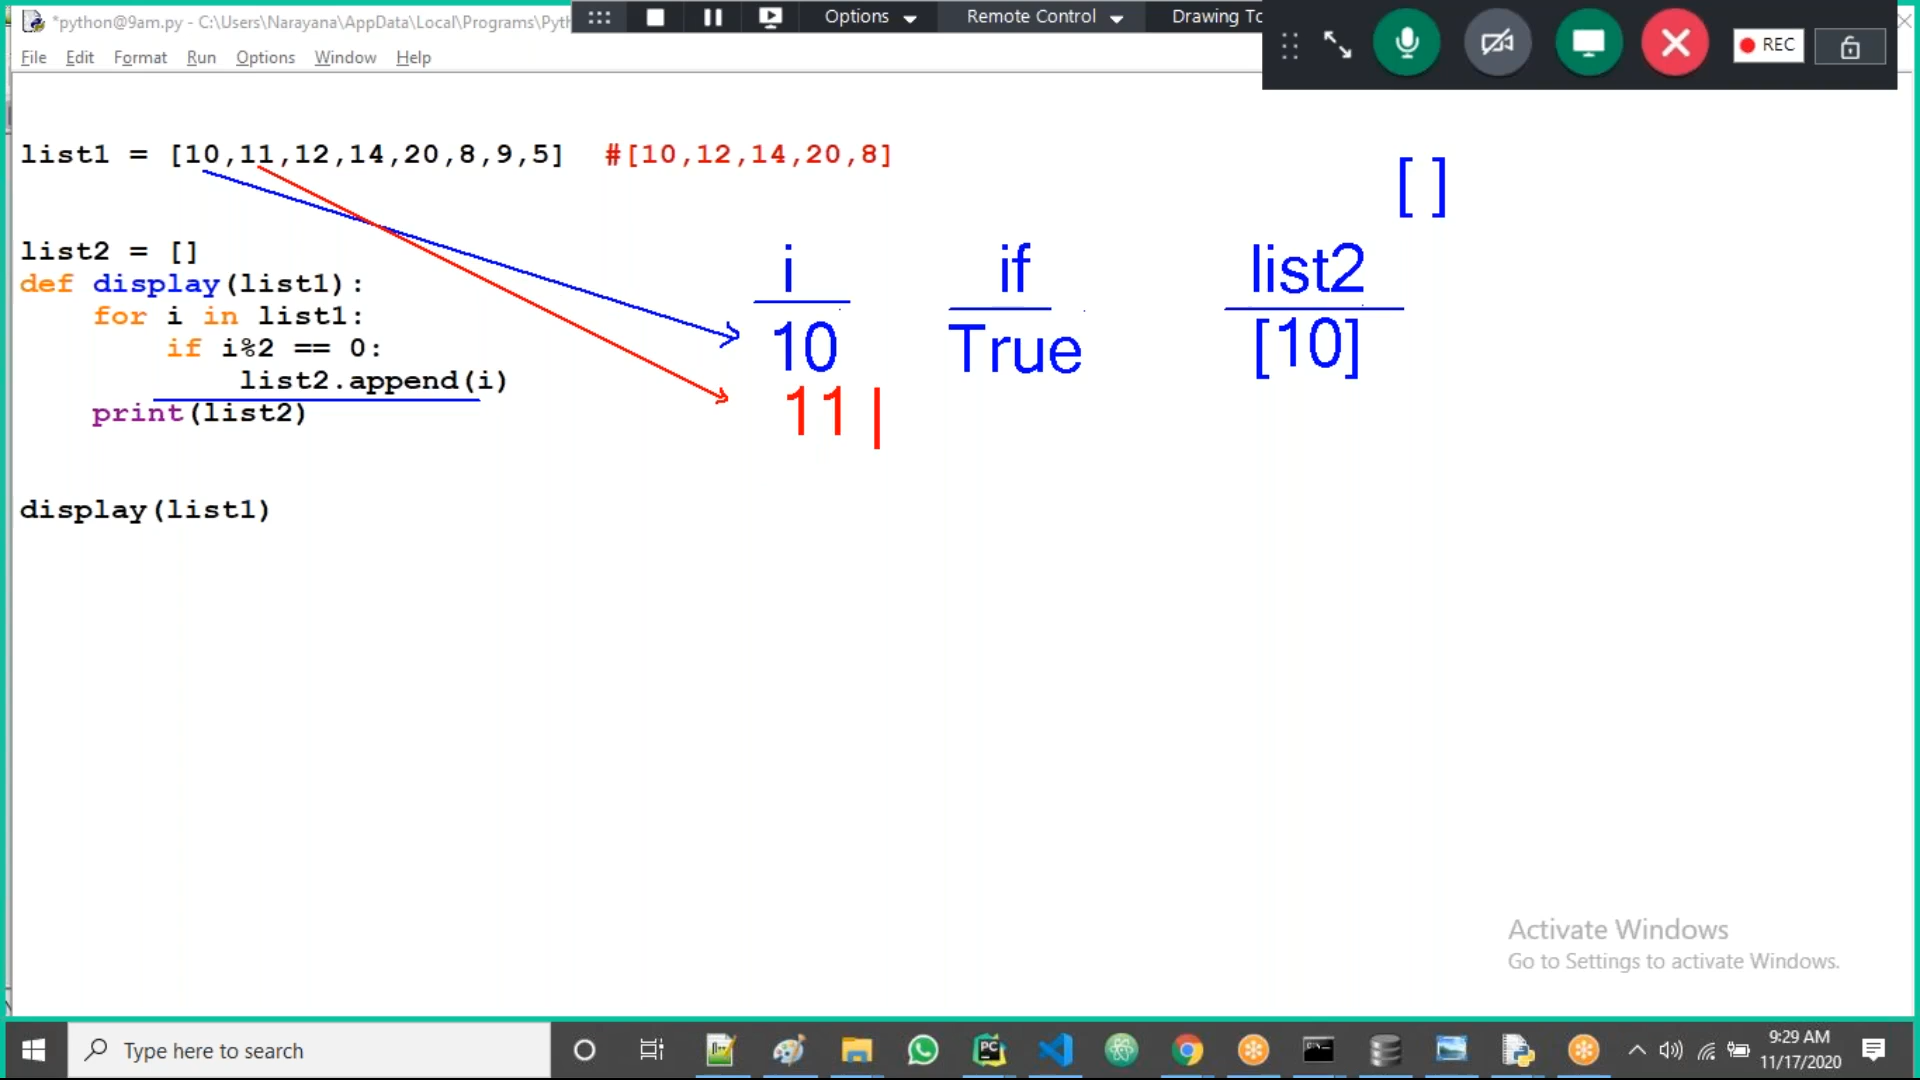 *python@9am.py - C:\Users\Narayana\AppData\Local\Programs\Pyth
Options
Remote Control
Drawing To
REC
File Edit Format Run Options Window Help
list1 = [10,11,12,14,20,8,9,5] #[10,12,14,20,8]
[ ]
list2 = []
def display(list1):
for i in list1:
if i%2 == 0:
list2.append(i)
print(list2)
display(list1)
i if list2
10 True [10]
11
Activate Windows
Go to Settings to activate Windows.
Type here to search
PC
9:29 AM
11/17/2020